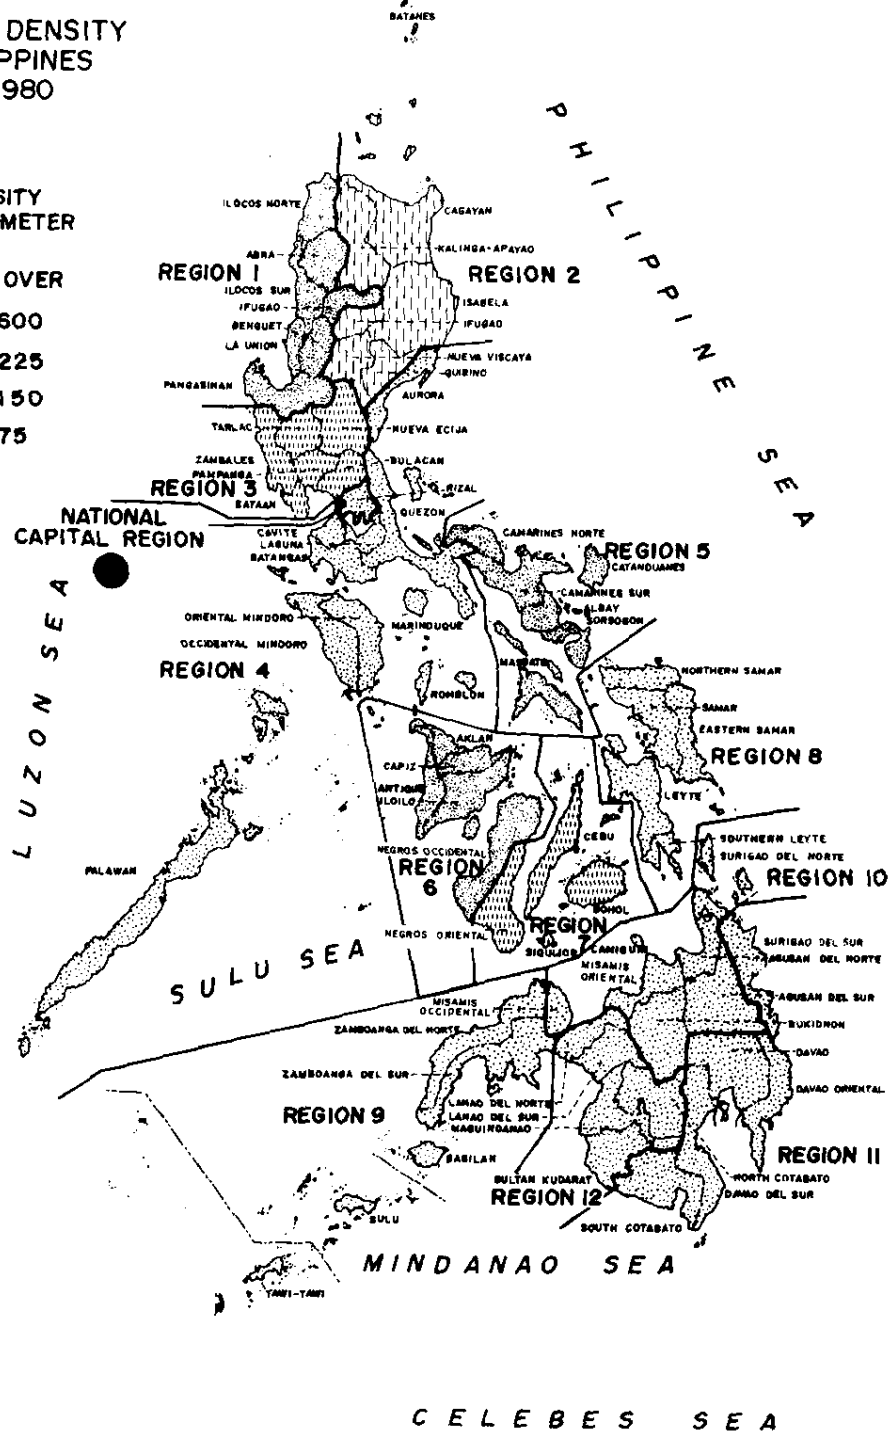 DENSITY
PPINES
980
SITY
METER
OVER
600
225
150
75
BATANES
PHILIPPINE SEA
ILOCOS NORTE
CAGAYAN
ABRA
KALINGA-APAYAO
REGION 1
REGION 2
ILOCOS SUR
ISABELA
IFUGAO
BENGUET
IFUGAO
LA UNION
NUEVA VISCAYA
QUIRINO
PANGASINAN
AURORA
TARLAC
NUEVA ECIJA
ZAMBALES
BULACAN
PAMPANGA
REGION 3
RIZAL
BATAAN
QUEZON
NATIONAL
CAPITAL REGION
CAVITE
LAGUNA
BATANGAS
CAMARINES NORTE
REGION 5
CATANDUANES
CAMARINES SUR
ALBAY
SORSOGON
LUZON SEA
ORIENTAL MINDORO
MARINDUQUE
OCCIDENTAL MINDORO
REGION 4
MASBATE
ROMBLON
NORTHERN SAMAR
SAMAR
EASTERN SAMAR
REGION 8
AKLAN
CAPIZ
ANTIQUE
ILOILO
LEYTE
CEBU
SOUTHERN LEYTE
NEGROS OCCIDENTAL
SURIGAO DEL NORTE
REGION
6
REGION 10
PALAWAN
BOHOL
NEGROS ORIENTAL
REGION
7
SIQUIJOR
CAMIGUIN
SULU SEA
SURIGAO DEL SUR
AGUSAN DEL NORTE
MISAMIS
ORIENTAL
MISAMIS
OCCIDENTAL
AGUSAN DEL SUR
ZAMBOANGA DEL NORTE
BUKIDNON
DAVAO
ZAMBOANGA DEL SUR
DAVAO ORIENTAL
REGION 9
LANAO DEL NORTE
LANAO DEL SUR
MAGUINDANAO
BASILAN
REGION 11
SULTAN KUDARAT
NORTH COTABATO
REGION 12
DAVAO DEL SUR
SULU
SOUTH COTABATO
MINDANAO SEA
TAWI-TAWI
CELEBES SEA